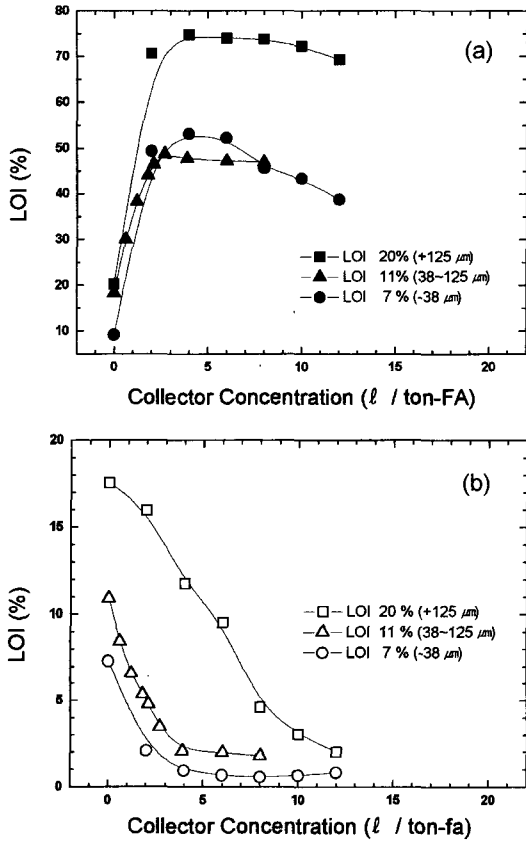 80
(a)
70
60
50
40
30
20
10
LOI (%)
LOI 20% (+125 ㎛)
LOI 11% (38~125 ㎛)
LOI 7 % (-38 ㎛)
0 5 10 15 20
Collector Concentration (ℓ / ton-FA)
20
(b)
15
10
5
0
LOI (%)
LOI 20 % (+125 ㎛)
LOI 11 % (38~125 ㎛)
LOI 7 % (-38 ㎛)
0 5 10 15 20
Collector Concentration (ℓ / ton-fa)